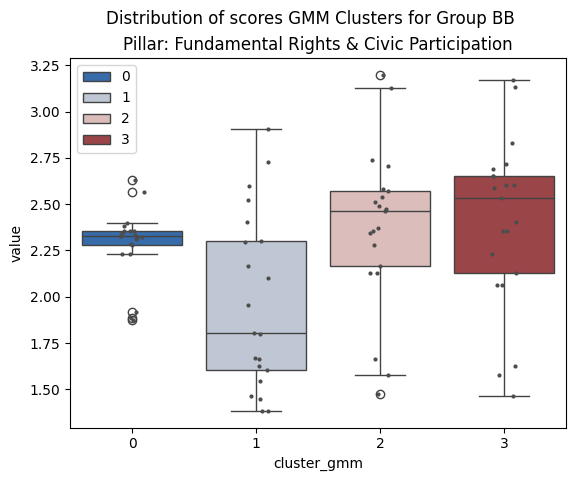 Distribution of scores GMM Clusters for Group BB
Pillar: Fundamental Rights & Civic Participation
0
1
2
3
3.25
3.00
2.75
2.50
2.25
2.00
1.75
1.50
value
0 1 2 3
cluster_gmm